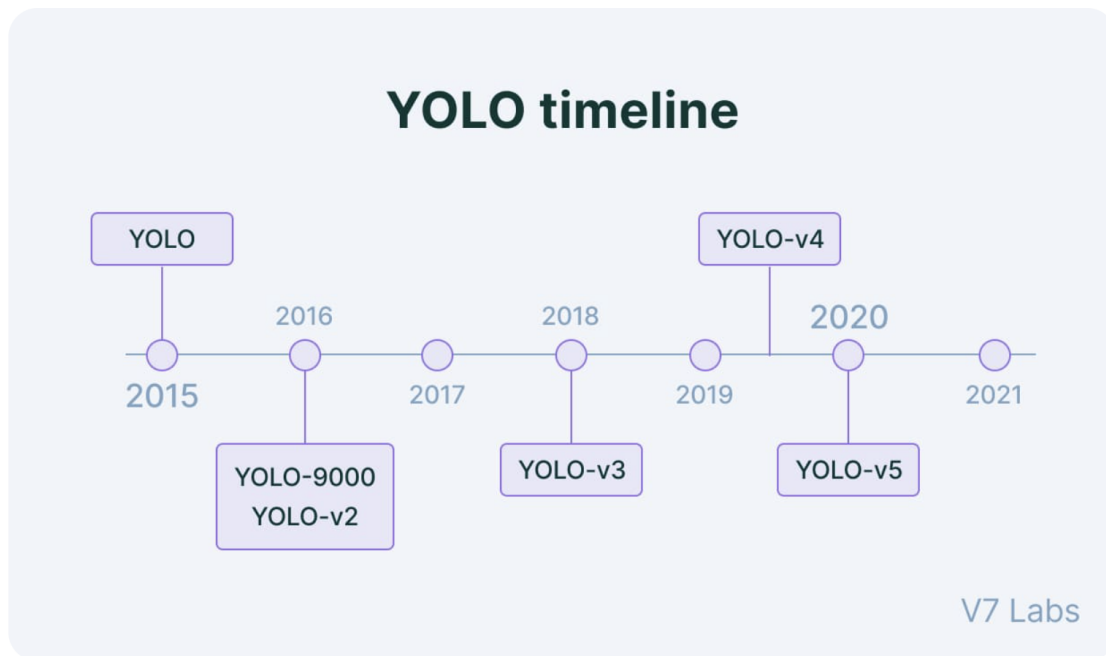 YOLO timeline
YOLO
YOLO-v4
2016
2018
2020
2015
2017
2019
2021
YOLO-9000
YOLO-v2
YOLO-v3
YOLO-v5
V7 Labs